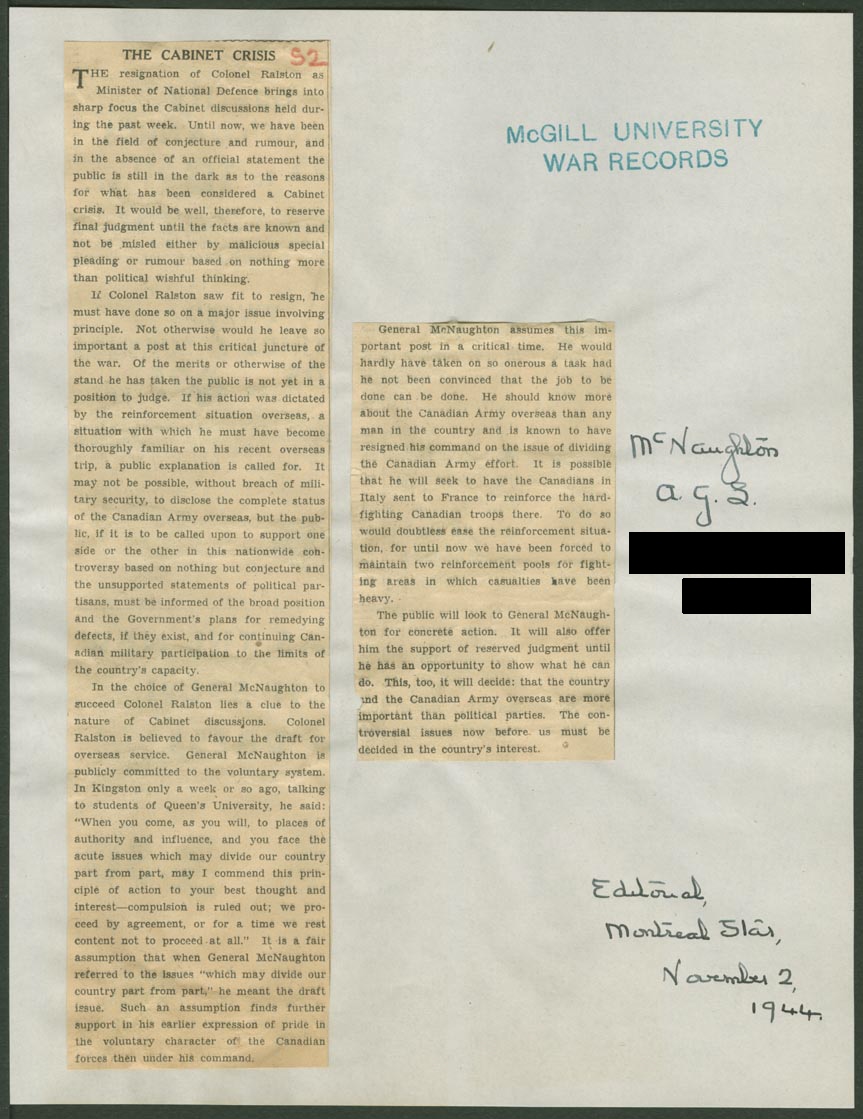 THE CABINET CRISIS 52
THE resignation of Colonel Ralston as
Minister of National Defence brings into
sharp focus the Cabinet discussions held dur-
ing the past week. Until now, we have been
in the field of conjecture and rumour, and
in the absence of an official statement the
public is still in the dark as to the reasons
for what has been considered a Cabinet
crisis. It would be well, therefore, to reserve
final judgment until the facts are known and
not be misled either by malicious special
pleading or rumour based on nothing more
than political wishful thinking.
If Colonel Ralston saw fit to resign, he
must have done so on a major issue involving
principle. Not otherwise would he leave so
important a post at this critical juncture of
the war. Of the merits or otherwise of the
stand he has taken the public is not yet in a
position to judge. If his action was dictated
by the reinforcement situation overseas, a
situation with which he must have become
thoroughly familiar on his recent overseas
trip, a public explanation is called for. It
may not be possible, without breach of mili-
tary security, to disclose the complete status
of the Canadian Army overseas, but the pub-
lic, if it is to be called upon to support one
side or the other in this nationwide con-
troversy based on nothing but conjecture and
the unsupported statements of political par-
tisans, must be informed of the broad position
and the Government's plans for remedying
defects, if they exist, and for continuing Can-
adian military participation to the limits of
the country's capacity.
In the choice of General McNaughton to
succeed Colonel Ralston lies a clue to the
nature of Cabinet discussions. Colonel
Ralston is believed to favour the draft for
overseas service. General McNaughton is
publicly committed to the voluntary system.
In Kingston only a week or so ago, talking
to students of Queen's University, he said:
"When you come, as you will, to places of
authority and influence, and you face the
acute issues which may divide our country
part from part, may I commend this prin-
ciple of action to your best thought and
interest—compulsion is ruled out; we pro-
ceed by agreement, or for a time we rest
content not to proceed at all." It is a fair
assumption that when General McNaughton
referred to the issues "which may divide our
country part from part," he meant the draft
issue. Such an assumption finds further
support in his earlier expression of pride in
the voluntary character of the Canadian
forces then under his command.
General McNaughton assumes this im-
portant post in a critical time. He would
hardly have taken on so onerous a task had
he not been convinced that the job to be
done can be done. He should know more
about the Canadian Army overseas than any
man in the country and is known to have
resigned his command on the issue of dividing
the Canadian Army effort. It is possible
that he will seek to have the Canadians in
Italy sent to France to reinforce the hard-
fighting Canadian troops there. To do so
would doubtless ease the reinforcement situa-
tion, for until now we have been forced to
maintain two reinforcement pools for fight-
ing areas in which casualties have been
heavy.
The public will look to General McNaugh-
ton for concrete action. It will also offer
him the support of reserved judgment until
he has an opportunity to show what he can
do. This, too, it will decide: that the country
and the Canadian Army overseas are more
important than political parties. The con-
troversial issues now before us must be
decided in the country's interest.
McGILL UNIVERSITY
WAR RECORDS
McNaughton
A. G. L.
Editorial,
Montreal Star,
November 2,
1944.